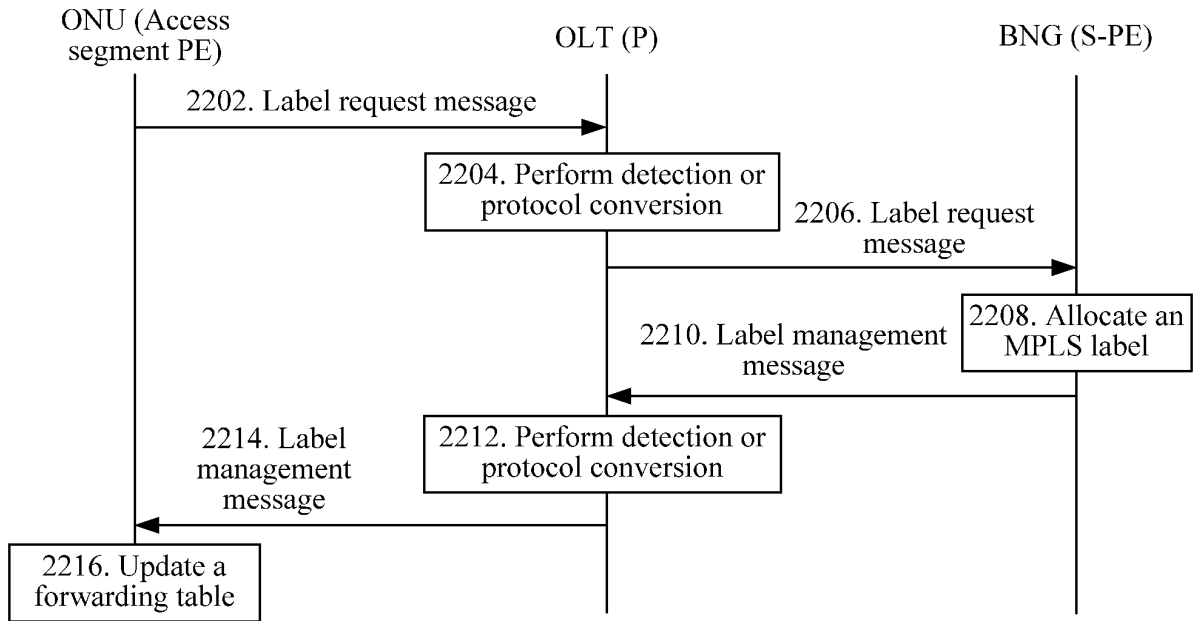 ONU (Access
segment PE)
OLT (P)
BNG (S-PE)
2202. Label request message
2204. Perform detection or
protocol conversion
2206. Label request
message
2208. Allocate an
MPLS label
2210. Label management
message
2212. Perform detection or
protocol conversion
2214. Label
management
message
2216. Update a
forwarding table